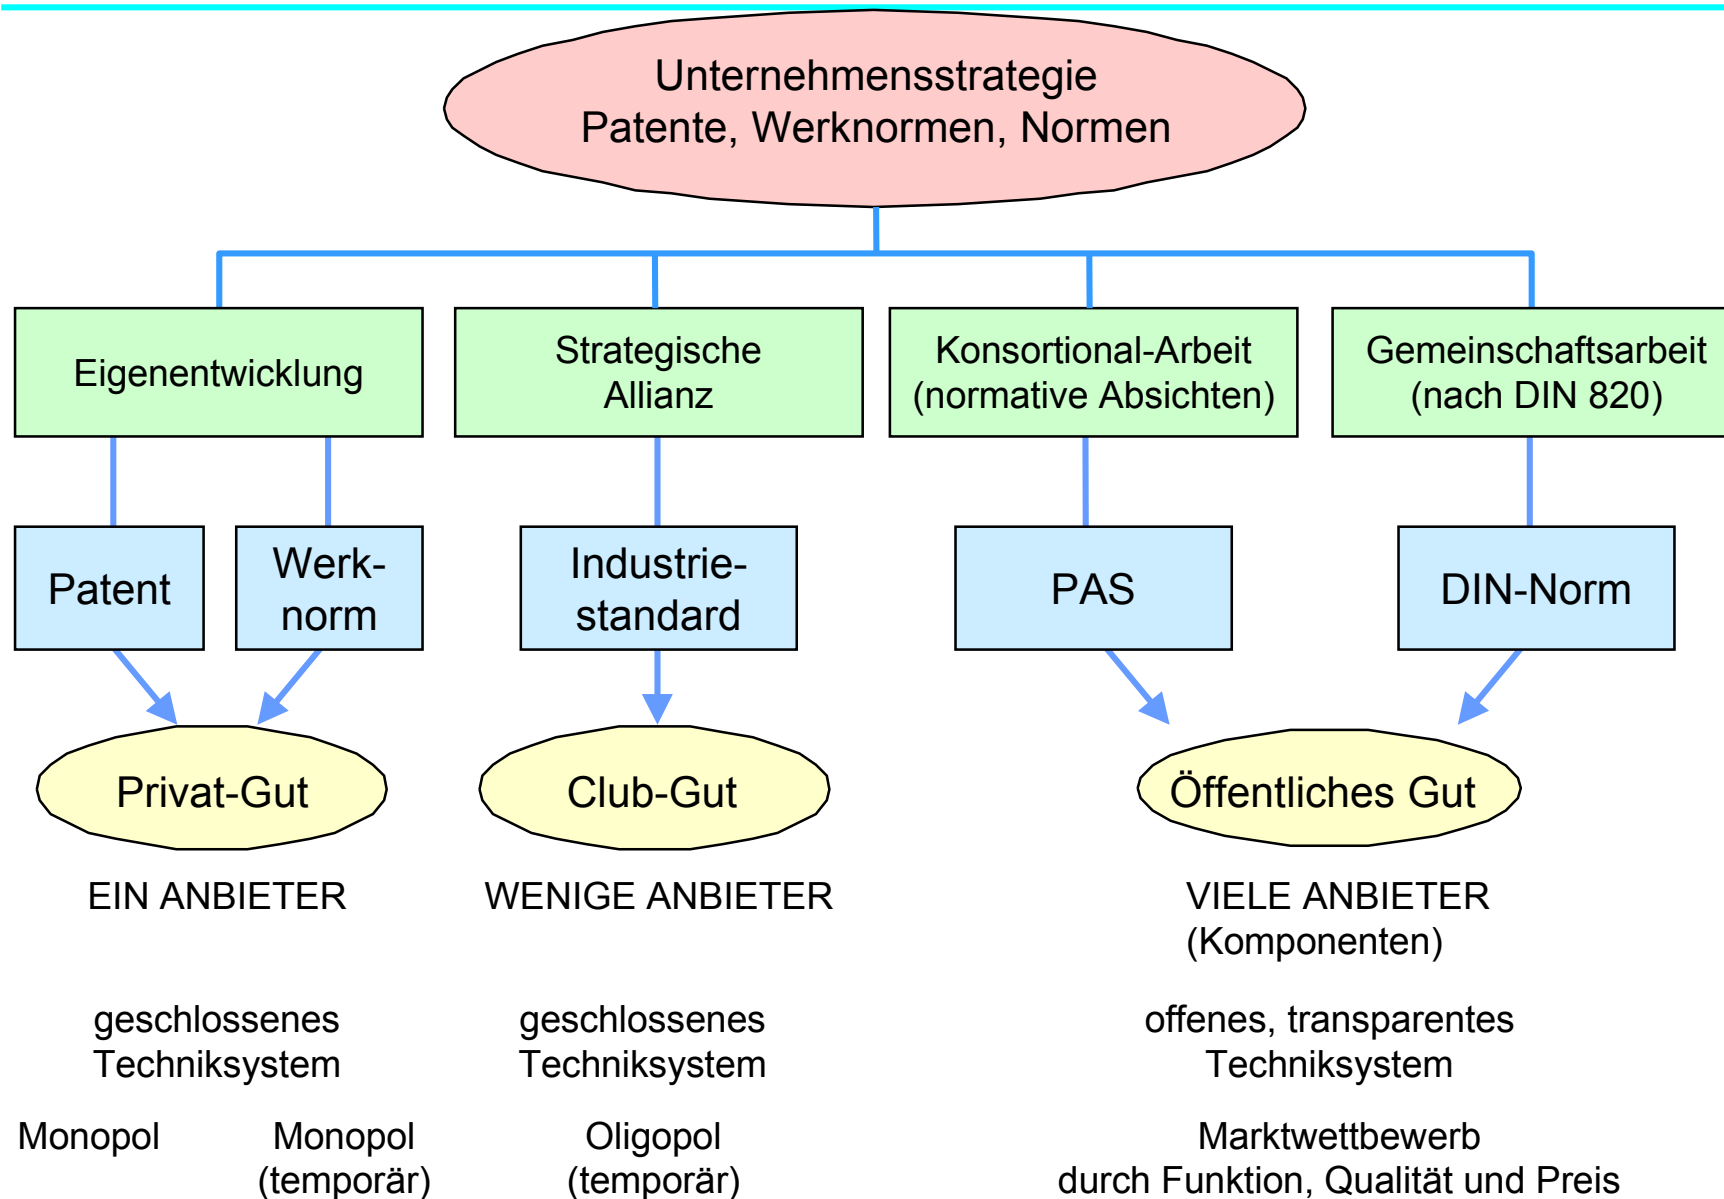 Unternehmensstrategie
Patente, Werknormen, Normen
Eigenentwicklung
Strategische
Allianz
Konsortional-Arbeit
(normative Absichten)
Gemeinschaftsarbeit
(nach DIN 820)
Patent
Werk-
norm
Industrie-
standard
PAS
DIN-Norm
Privat-Gut
Club-Gut
Öffentliches Gut
EIN ANBIETER
WENIGE ANBIETER
VIELE ANBIETER
(Komponenten)
geschlossenes
Techniksystem
geschlossenes
Techniksystem
offenes, transparentes
Techniksystem
Monopol
Monopol
(temporär)
Oligopol
(temporär)
Marktwettbewerb
durch Funktion, Qualität und Preis